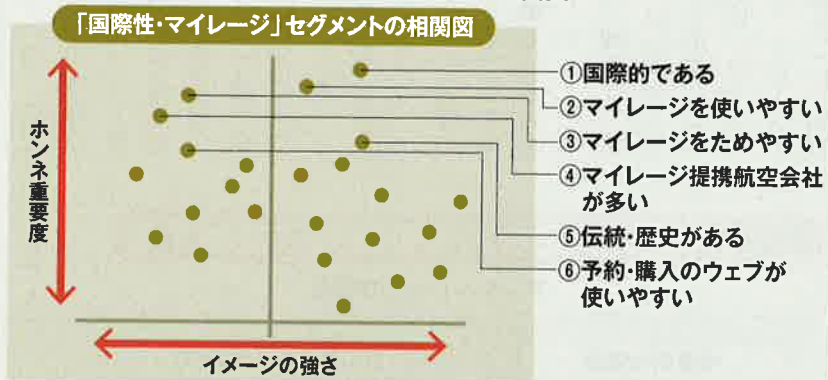 「国際性・マイレージ」セグメントの相関図
ホンネ重要度
①国際的である
②マイレージを使いやすい
③マイレージをためやすい
④マイレージ提携航空会社
が多い
⑤伝統・歴史がある
⑥予約・購入のウェブが
使いやすい
イメージの強さ